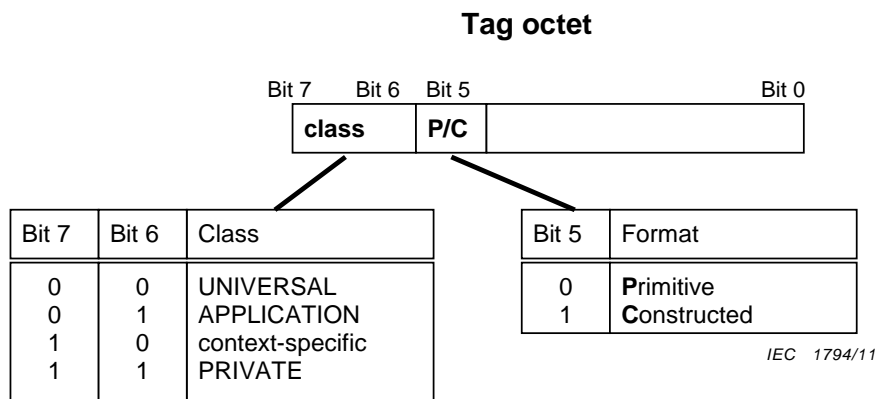 Tag octet
Bit 7 Bit 6 Bit 5 Bit 0
class P/C
Bit 7 Bit 6 Class
0 0 UNIVERSAL
0 1 APPLICATION
1 0 context-specific
1 1 PRIVATE
Bit 5 Format
0 Primitive
1 Constructed
IEC 1794/11